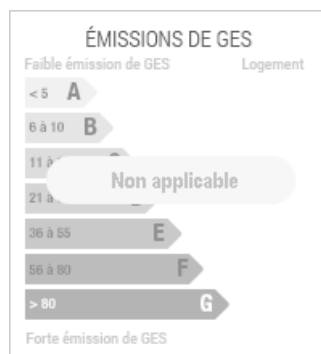 ÉMISSIONS DE GES
Faible émission de GES Logement
< 5 A
6 à 10 B
11 à
Non applicable
21 à
36 à 55 E
56 à 80 F
> 80 G
Forte émission de GES